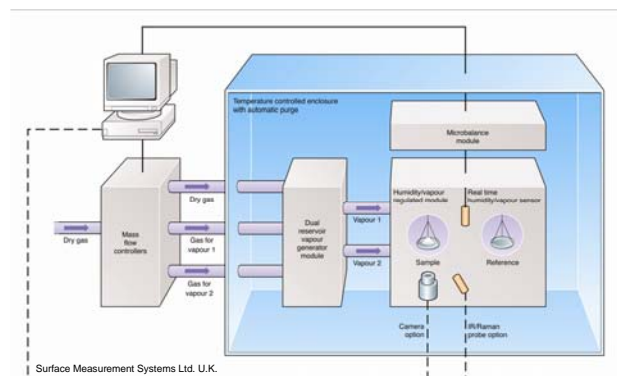 Temperature controlled enclosure
with automatic purge
Microbalance
module
Dry gas
Mass
flow
controllers
Dry gas
Gas for
vapour 1
Gas for
vapour 2
Dual
reservoir
vapour
generator
module
Vapour 1
Vapour 2
Humidity/vapour
regulated module
Real time
humidity/vapour sensor
Sample
Reference
Camera
option
IR/Raman
probe option
Surface Measurement Systems Ltd. U.K.